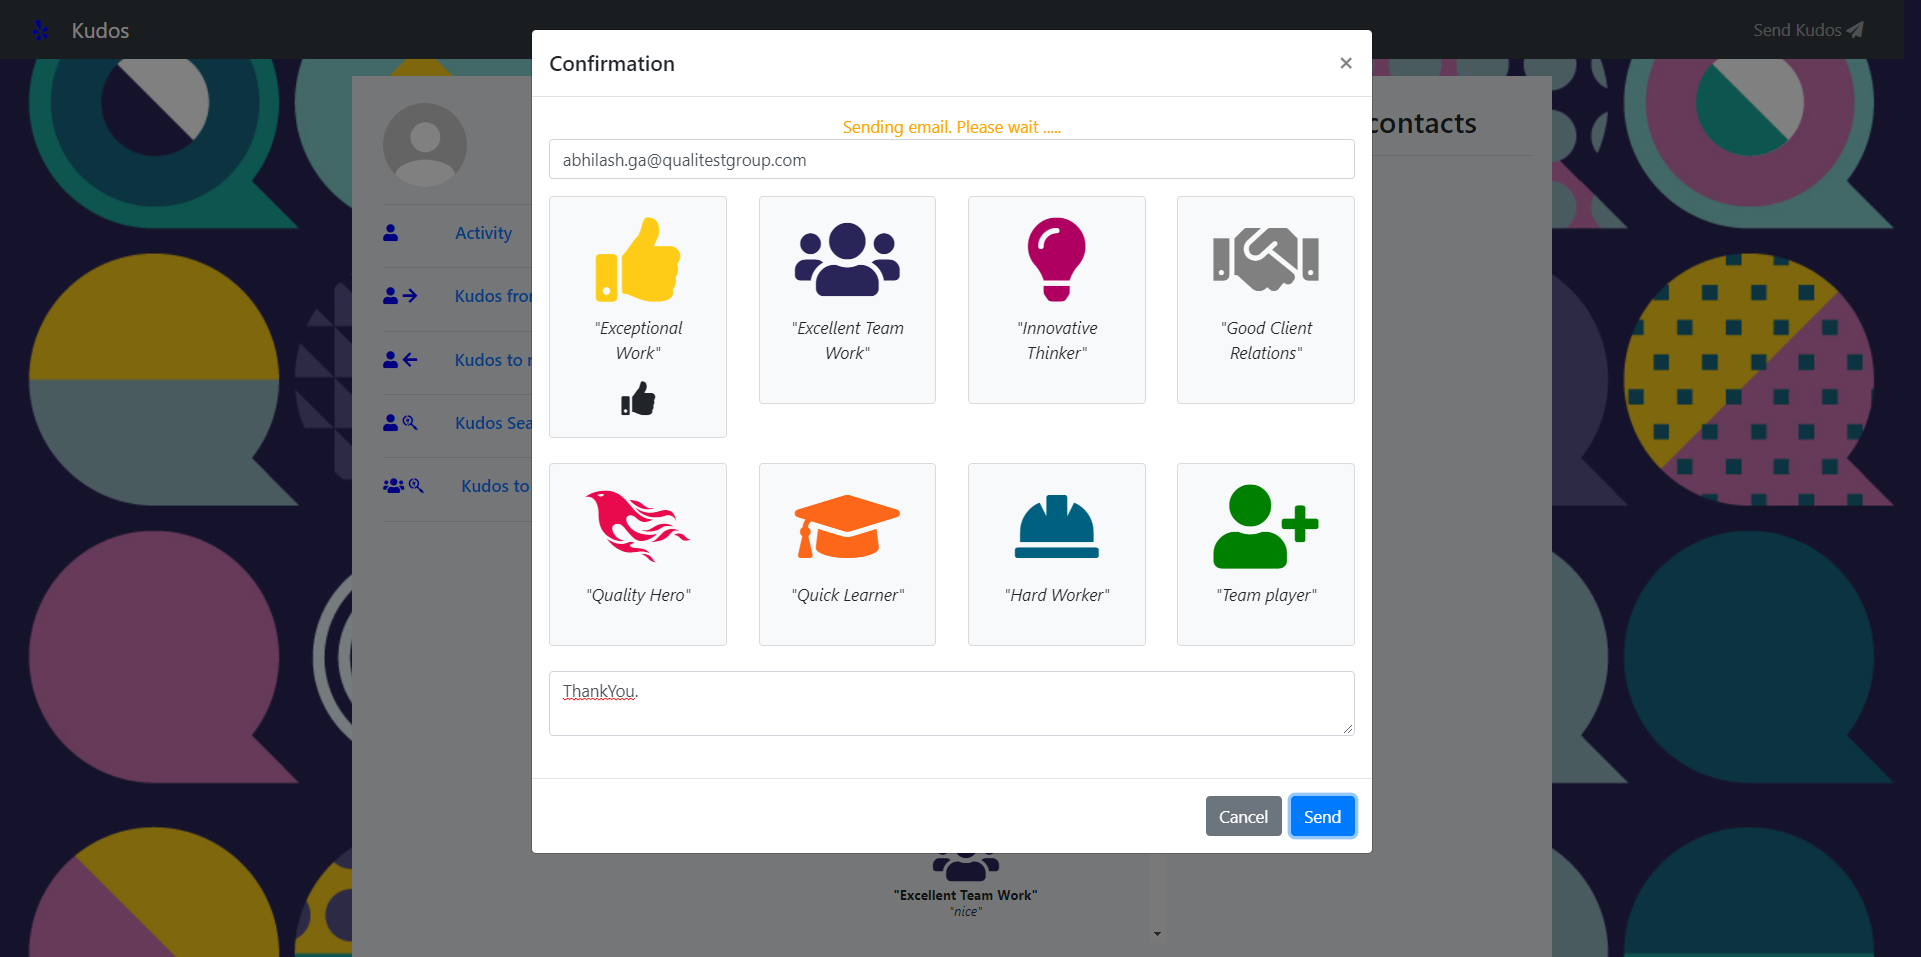 Kudos
Send Kudos
Confirmation
×
contacts
Sending email. Please wait .....
abhilash.ga@qualitestgroup.com
Activity
Kudos from
Kudos to
Kudos
Kudos to
"Exceptional
Work"
"Excellent Team
Work"
"Innovative
Thinker"
"Good Client
Relations"
"Quality Hero"
"Quick Learner"
"Hard Worker"
"Team player"
ThankYou.
Cancel
Send
"Excellent Team Work"
"nice"